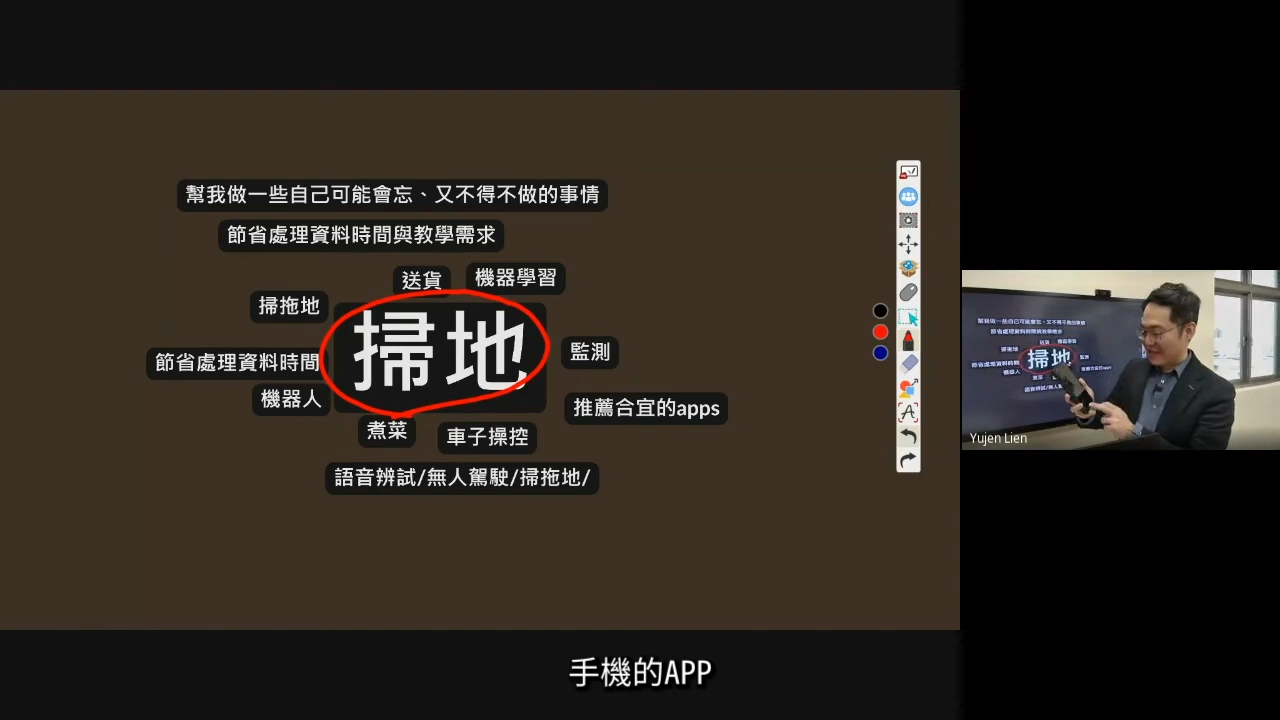 幫我做一些自己可能會忘、又不得不做的事情
節省處理資料時間與教學需求
送貨
機器學習
掃拖地
掃地
監測
節省處理資料時間
機器人
推薦合宜的apps
煮菜
車子操控
語音辨試/無人駕駛/掃拖地/
Yujen Lien
手機的APP